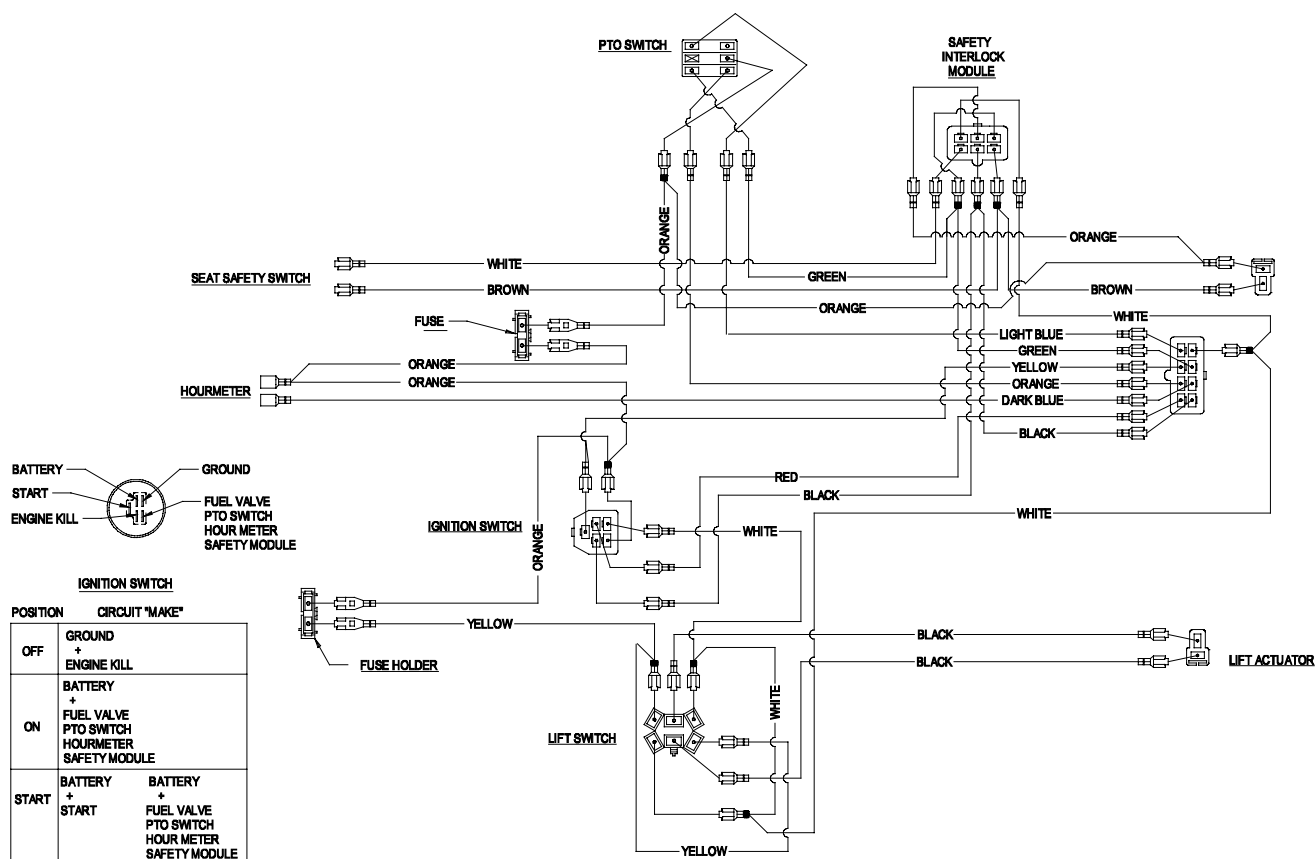 PTO SWITCH
SAFETY
INTERLOCK
MODULE
ORANGE
ORANGE
WHITE
SEAT SAFETY SWITCH
GREEN
BROWN
BROWN
ORANGE
WHITE
FUSE
LIGHT BLUE
GREEN
ORANGE
YELLOW
ORANGE
ORANGE
HOURMETER
DARK BLUE
BLACK
BATTERY
GROUND
START
FUEL VALVE
PTO SWITCH
HOUR METER
SAFETY MODULE
ENGINE KILL
RED
BLACK
WHITE
IGNITION SWITCH
WHITE
ORANGE
IGNITION SWITCH
POSITION CIRCUIT "MAKE"
OFF
GROUND
+
ENGINE KILL
ON
BATTERY
+
FUEL VALVE
PTO SWITCH
HOURMETER
SAFETY MODULE
START
BATTERY
+
START
BATTERY
+
FUEL VALVE
PTO SWITCH
HOUR METER
SAFETY MODULE
YELLOW
FUSE HOLDER
BLACK
BLACK
LIFT ACTUATOR
WHITE
LIFT SWITCH
YELLOW